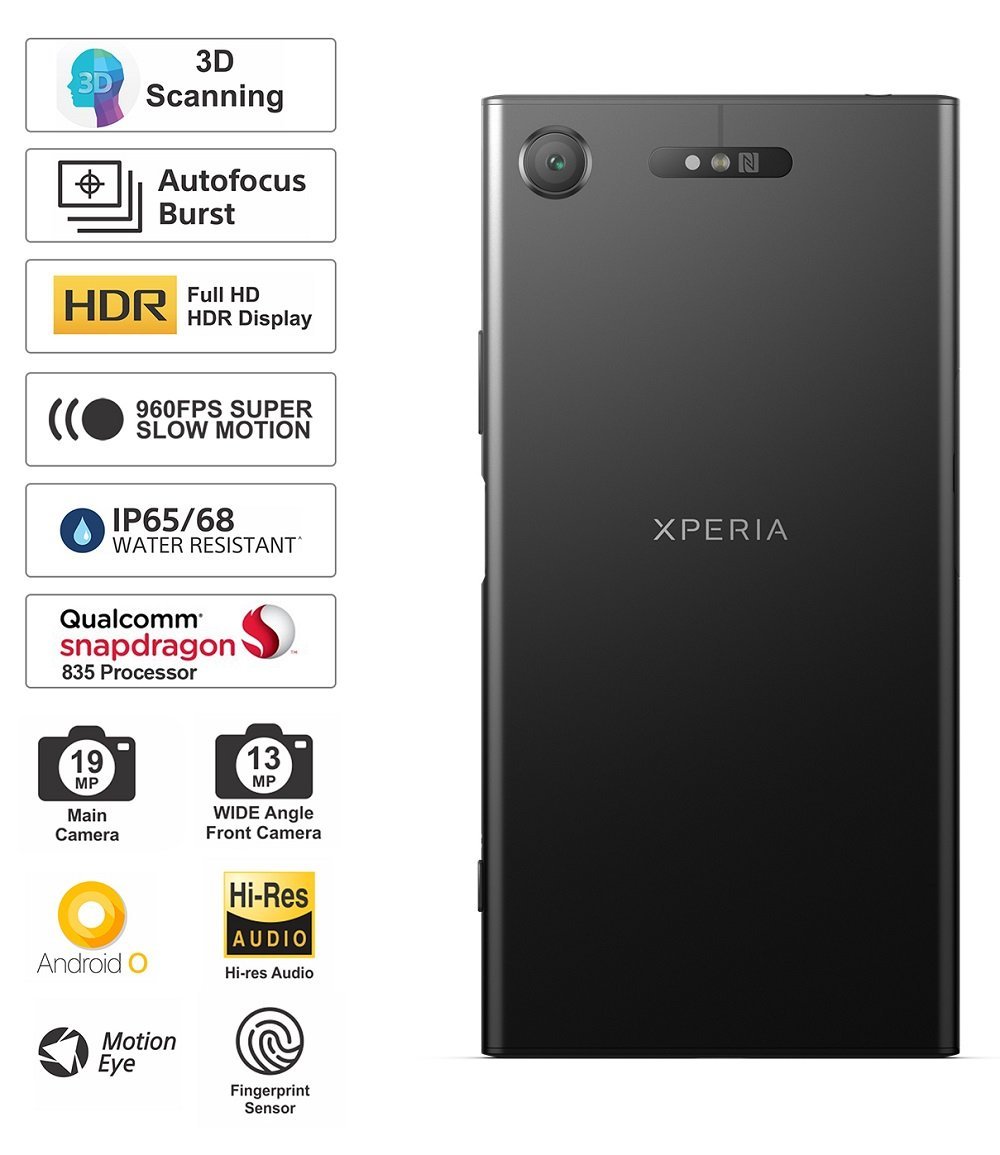 3D
3D
Scanning
Autofocus
Burst
HDR
Full HD
HDR Display
960FPS SUPER
SLOW MOTION
IP65/68
WATER RESISTANT^
Qualcomm®
snapdragon™
835 Processor
19
MP
Main
Camera
13
MP
WIDE Angle
Front Camera
Android O
Hi-Res
AUDIO
Hi-res Audio
Motion
Eye
Fingerprint
Sensor
XPERIA